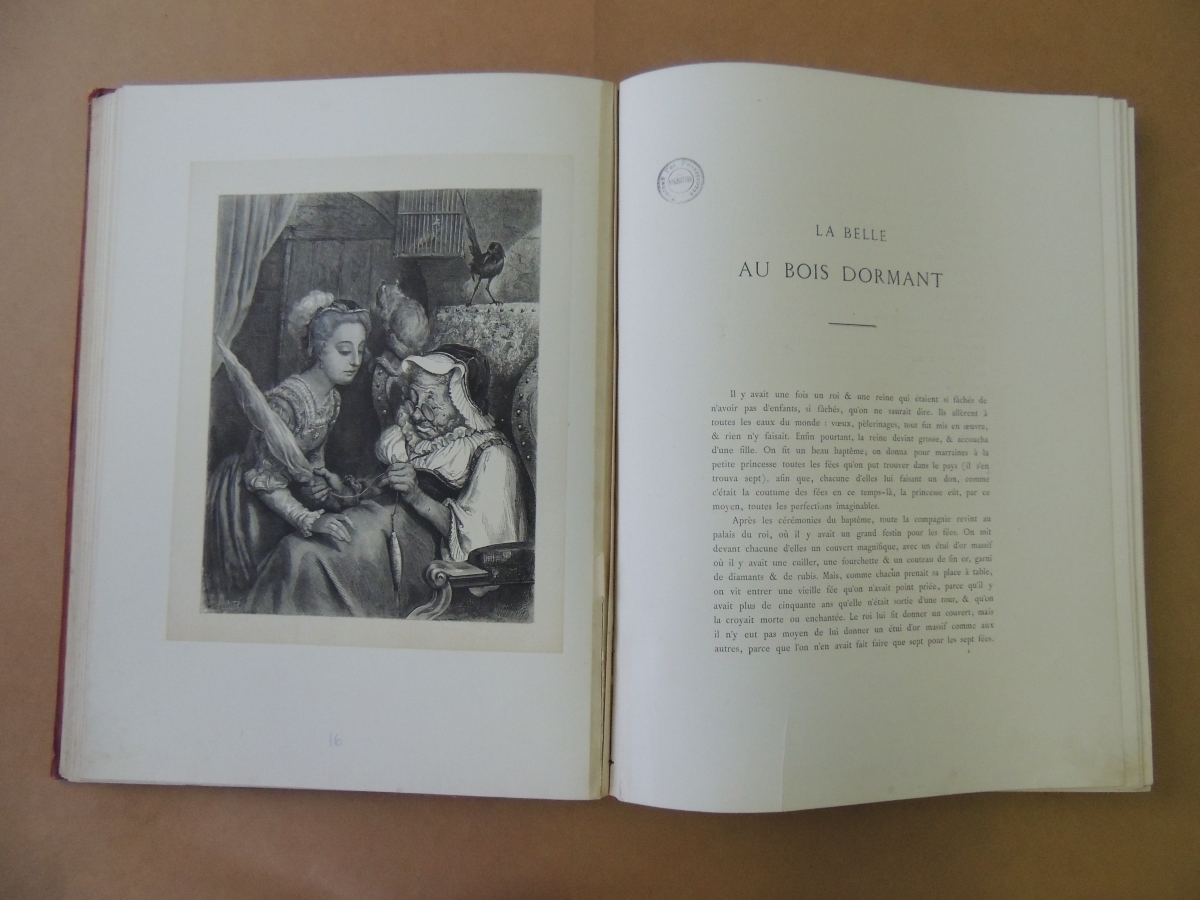 16
LA BELLE
AU BOIS DORMANT
Il y avait une fois un roi & une reine qui étaient si fâchés de
n'avoir pas d'enfants, si fâchés, qu'on ne saurait dire. Ils allèrent à
toutes les eaux du monde : vœux, pèlerinages, tout fut mis en œuvre,
& rien n'y faisait. Enfin pourtant, la reine devint grosse, & accoucha
d'une fille. On fit un beau baptême; on donna pour marraines à la
petite princesse toutes les fées qu'on put trouver dans le pays (il s'en
trouva sept), afin que, chacune d'elles lui faisant un don, comme
c'était la coutume des fées en ce temps-là, la princesse eût, par ce
moyen, toutes les perfections imaginables.
Après les cérémonies du baptême, toute la compagnie revint au
palais du roi, où il y avait un grand festin pour les fées. On mit
devant chacune d'elles un couvert magnifique, avec un étui d'or massif
où il y avait une cuiller, une fourchette & un couteau de fin or, garni
de diamants & de rubis. Mais, comme chacun prenait sa place à table,
on vit entrer une vieille fée qu'on n'avait point priée, parce qu'il y
avait plus de cinquante ans qu'elle n'était sortie d'une tour, & qu'on
la croyait morte ou enchantée. Le roi lui fit donner un couvert, mais
il n'y eut pas moyen de lui donner un étui d'or massif comme aux
autres, parce que l'on n'en avait fait faire que sept pour les sept fées.